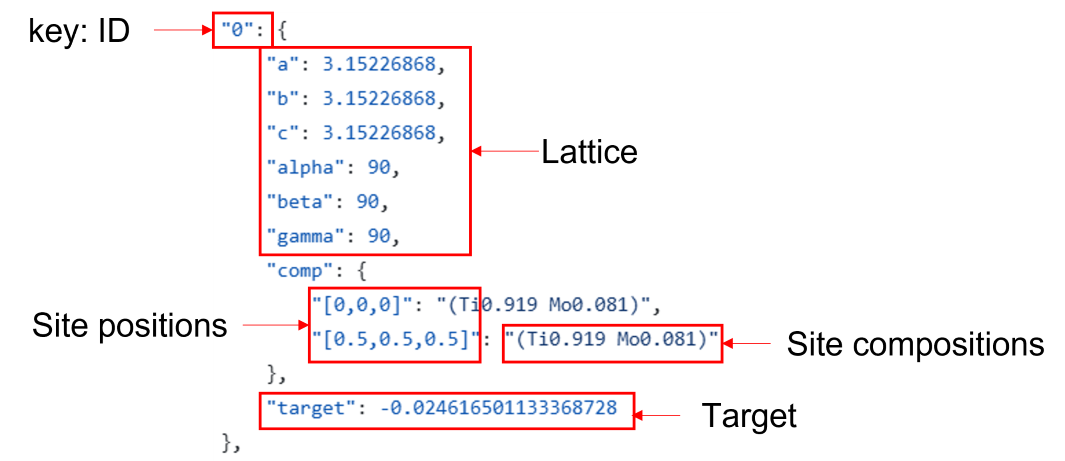 key: ID "0": {
"a": 3.15226868,
"b": 3.15226868,
"c": 3.15226868,
Lattice
"alpha": 90,
"beta": 90,
"gamma": 90,
"comp": {
"[0,0,0]": "(Ti0.919 Mo0.081)",
Site positions
"[0.5,0.5,0.5]": "(Ti0.919 Mo0.081)"
Site compositions
},
"target": -0.024616501133368728
Target
},